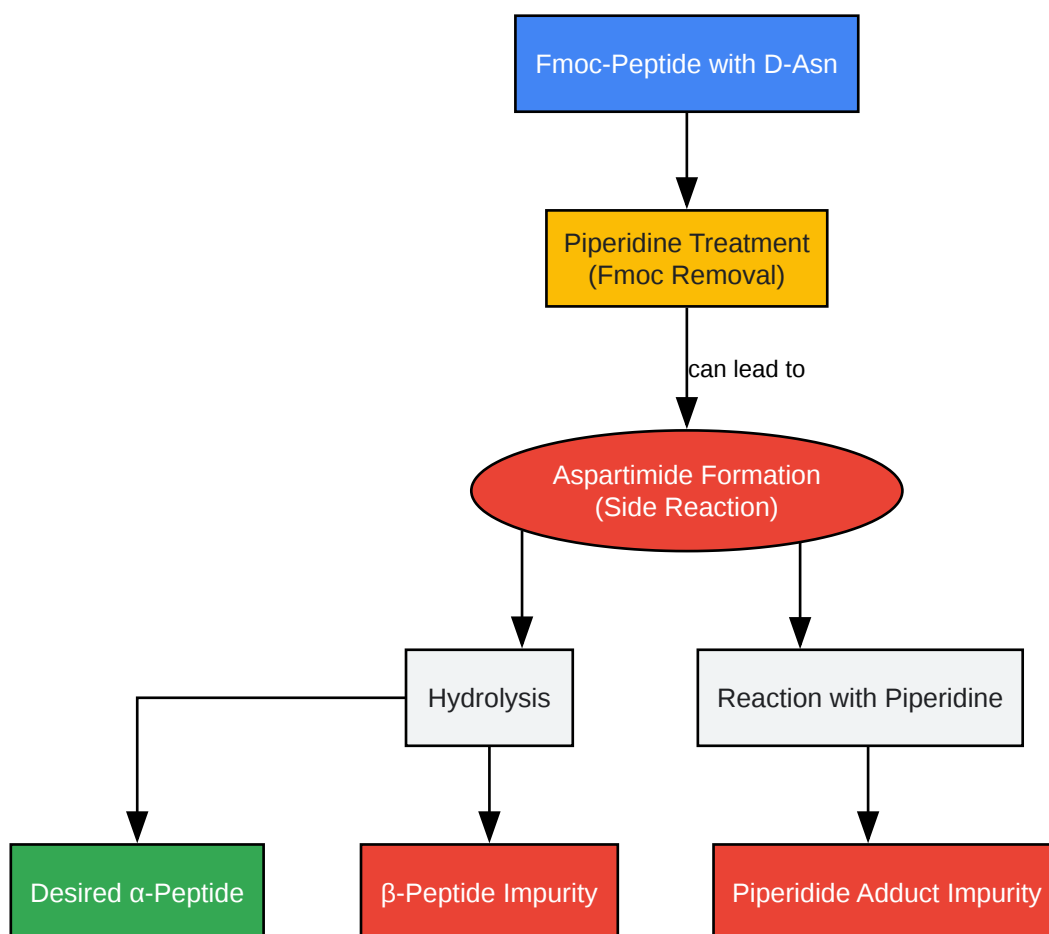 Fmoc-Peptide with D-Asn
Piperidine Treatment
(Fmoc Removal)
can lead to
Aspartimide Formation
(Side Reaction)
Hydrolysis
Reaction with Piperidine
Desired α-Peptide
β-Peptide Impurity
Piperidide Adduct Impurity